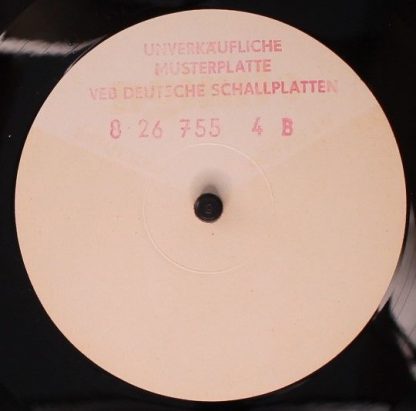 UNVERKÄUFLICHE
MUSTERPLATTE
VEB DEUTSCHE SCHALLPLATTEN
8 26 755 4 B